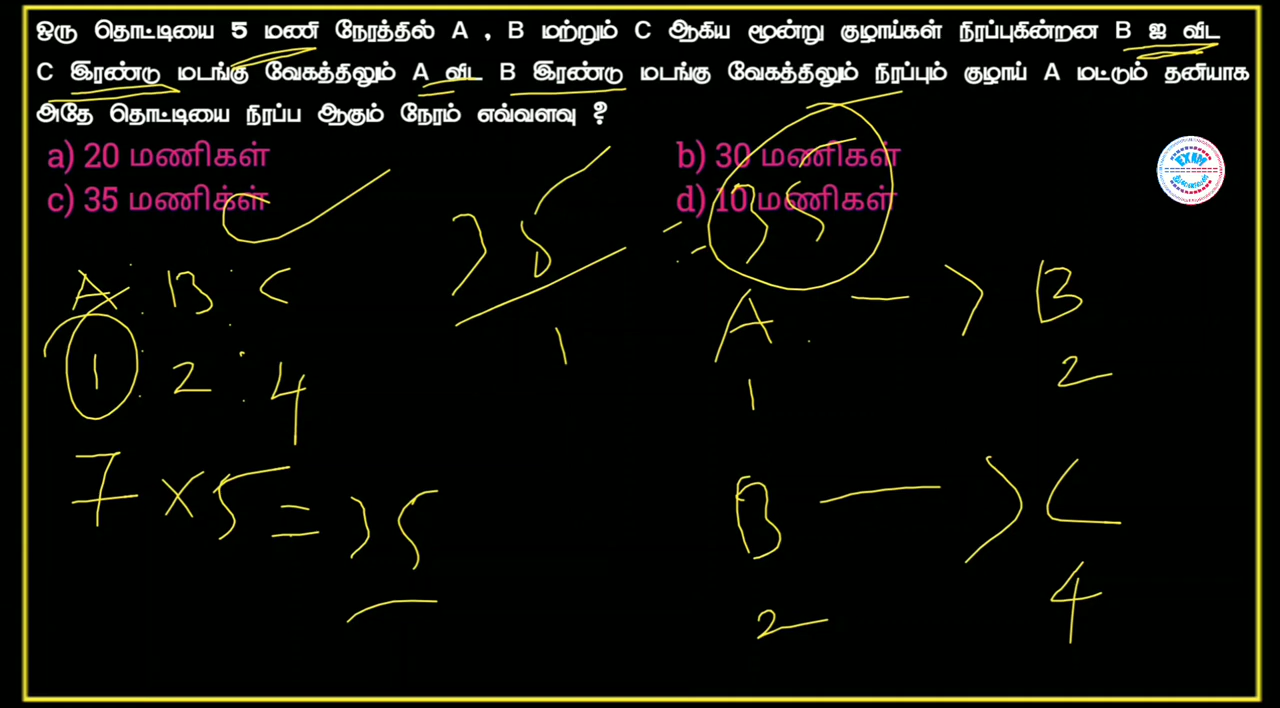 ஒரு தொட்டியை 5 மணி நேரத்தில் A , B மற்றும் C ஆகிய மூன்று குழாய்கள் நிரப்புகின்றன B ஐ விட
C இரண்டு மடங்கு வேகத்திலும் A விட B இரண்டு மடங்கு வேகத்திலும் நிரப்பும் குழாய் A மட்டும் தனியாக
அதே தொட்டியை நிரப்ப ஆகும் நேரம் எவ்வளவு ?
a) 20 மணிகள்
b) 30 மணிகள்
c) 35 மணிகள்
d) 10 மணிகள்
EXAM
A : B : C
1 : 2 : 4
7 × 5 = 35
35
1
= 35
A —> B
1 2
B —> C
2 4